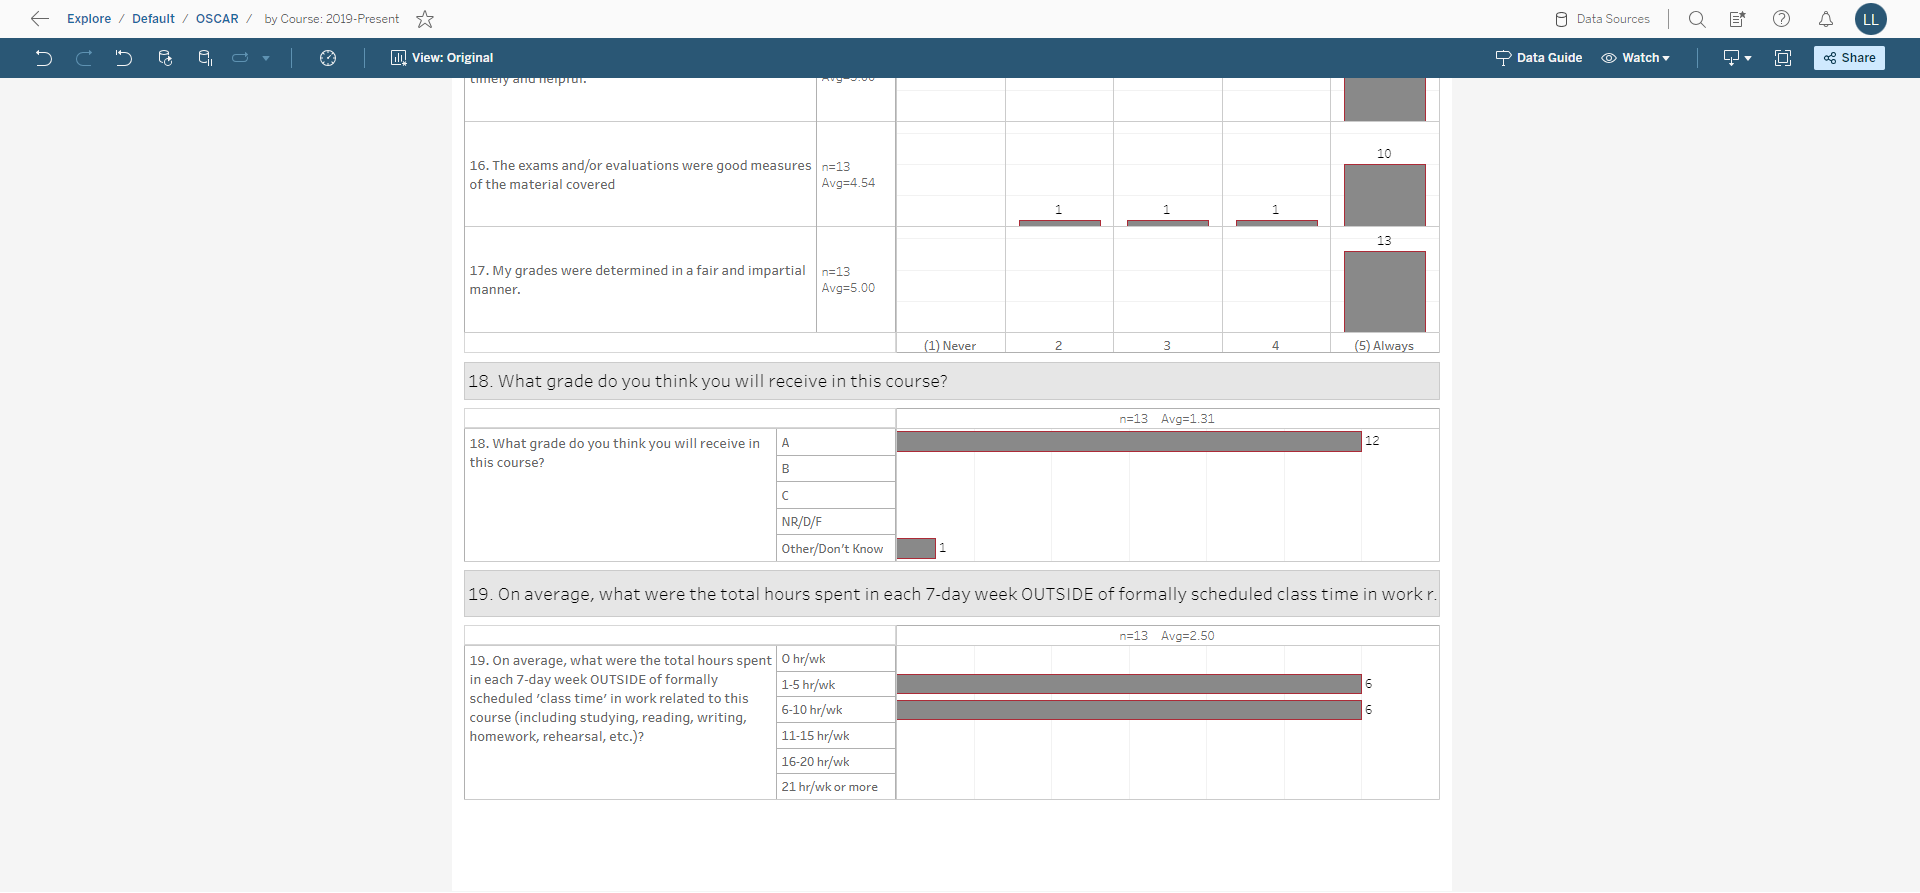 Explore / Default / OSCAR / by Course: 2019-Present
Data Sources
LL
View: Original
Data Guide
Watch
Share
timely and helpful.
Avg=5.00
16. The exams and/or evaluations were good measures
of the material covered
n=13
Avg=4.54
1
1
1
10
17. My grades were determined in a fair and impartial
manner.
n=13
Avg=5.00
13
(1) Never
2
3
4
(5) Always
18. What grade do you think you will receive in this course?
n=13 Avg=1.31
18. What grade do you think you will receive in
this course?
A
12
B
C
NR/D/F
Other/Don't Know
1
19. On average, what were the total hours spent in each 7-day week OUTSIDE of formally scheduled class time in work r.
n=13 Avg=2.50
19. On average, what were the total hours spent
in each 7-day week OUTSIDE of formally
scheduled 'class time' in work related to this
course (including studying, reading, writing,
homework, rehearsal, etc.)?
0 hr/wk
1-5 hr/wk
6
6-10 hr/wk
6
11-15 hr/wk
16-20 hr/wk
21 hr/wk or more